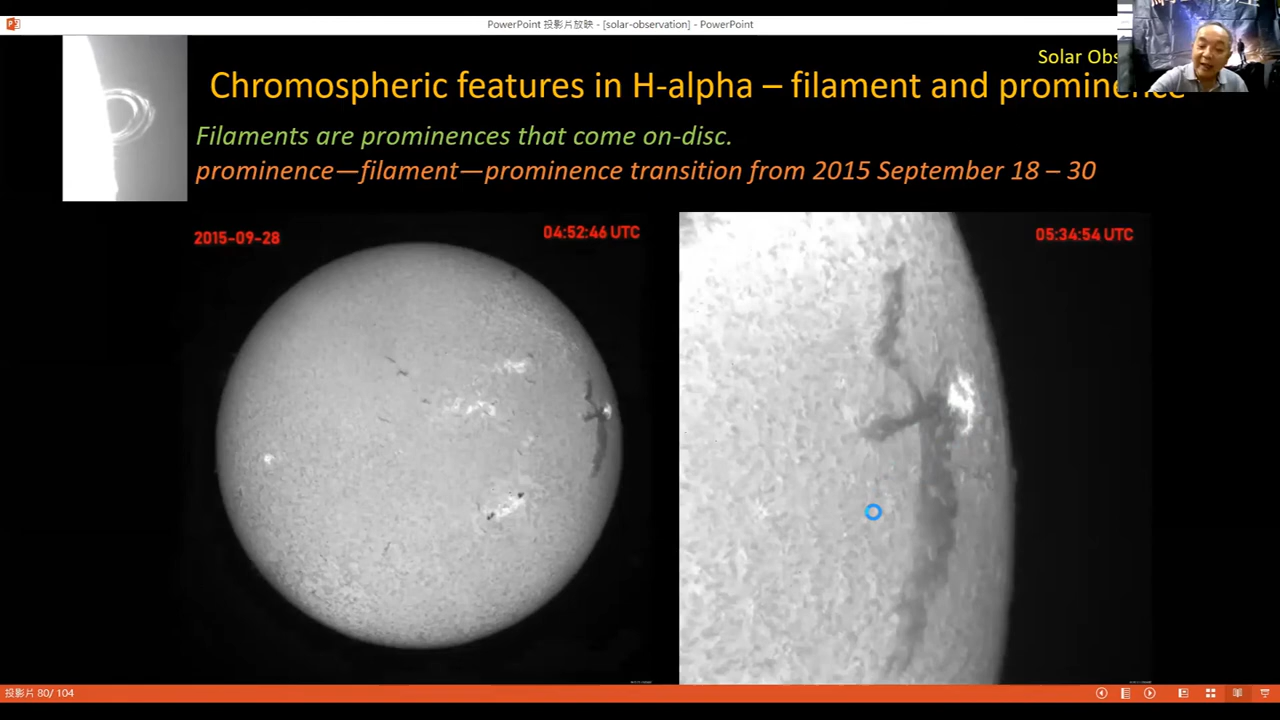 PowerPoint 投影片放映 - [solar-observation] - PowerPoint
Solar
Chromospheric features in H-alpha – filament and prominence
Filaments are prominences that come on-disc.
prominence—filament—prominence transition from 2015 September 18 – 30
2015-09-28
04:52:46 UTC
05:34:54 UTC
投影片 80/ 104